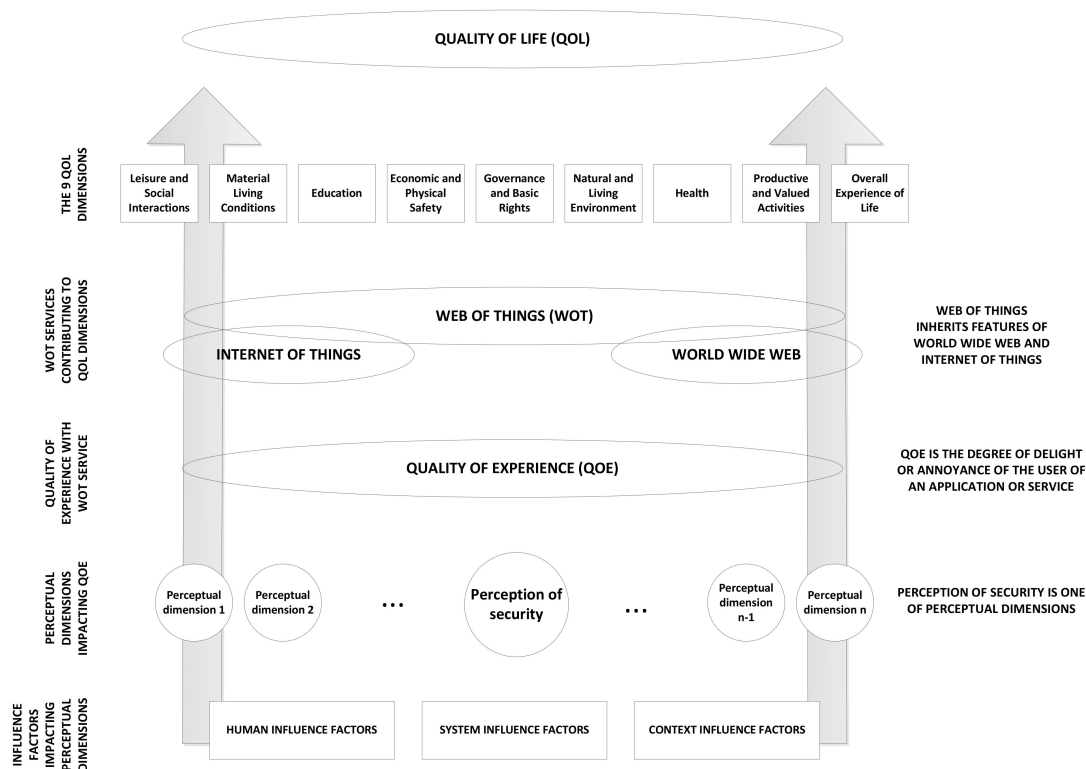 QUALITY OF LIFE (QOL)
THE 9 QOL
DIMENSIONS
Leisure and
Social
Interactions
Material
Living
Conditions
Education
Economic and
Physical
Safety
Governance
and Basic
Rights
Natural and
Living
Environment
Health
Productive
and Valued
Activities
Overall
Experience of
Life
WOT SERVICES
CONTRIBUTING TO
QOL DIMENSIONS
WEB OF THINGS (WOT)
INTERNET OF THINGS
WORLD WIDE WEB
WEB OF THINGS
INHERITS FEATURES OF
WORLD WIDE WEB AND
INTERNET OF THINGS
QUALITY OF
EXPERIENCE WITH
WOT SERVICE
QUALITY OF EXPERIENCE (QOE)
QOE IS THE DEGREE OF DELIGHT
OR ANNOYANCE OF THE USER OF
AN APPLICATION OR SERVICE
PERCEPTUAL
DIMENSIONS
IMPACTING QOE
Perceptual
dimension 1
Perceptual
dimension 2
...
Perception of
security
...
Perceptual
dimension
n-1
Perceptual
dimension n
PERCEPTION OF SECURITY IS ONE
OF PERCEPTUAL DIMENSIONS
INFLUENCE
FACTORS
IMPACTING
PERCEPTUAL
DIMENSIONS
HUMAN INFLUENCE FACTORS
SYSTEM INFLUENCE FACTORS
CONTEXT INFLUENCE FACTORS